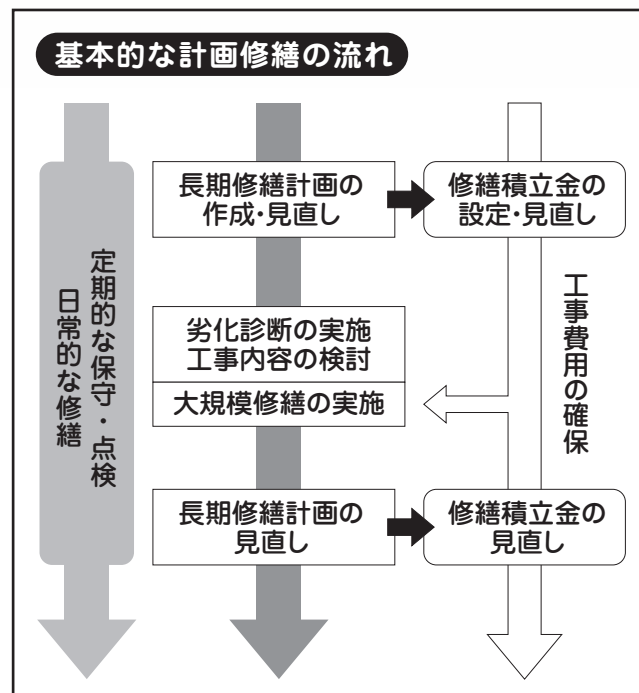 基本的な計画修繕の流れ
定期的な保守・点検
日常的な修繕
長期修繕計画の
作成・見直し
修繕積立金の
設定・見直し
劣化診断の実施
工事内容の検討
大規模修繕の実施
工事費用の確保
長期修繕計画の
見直し
修繕積立金の
見直し